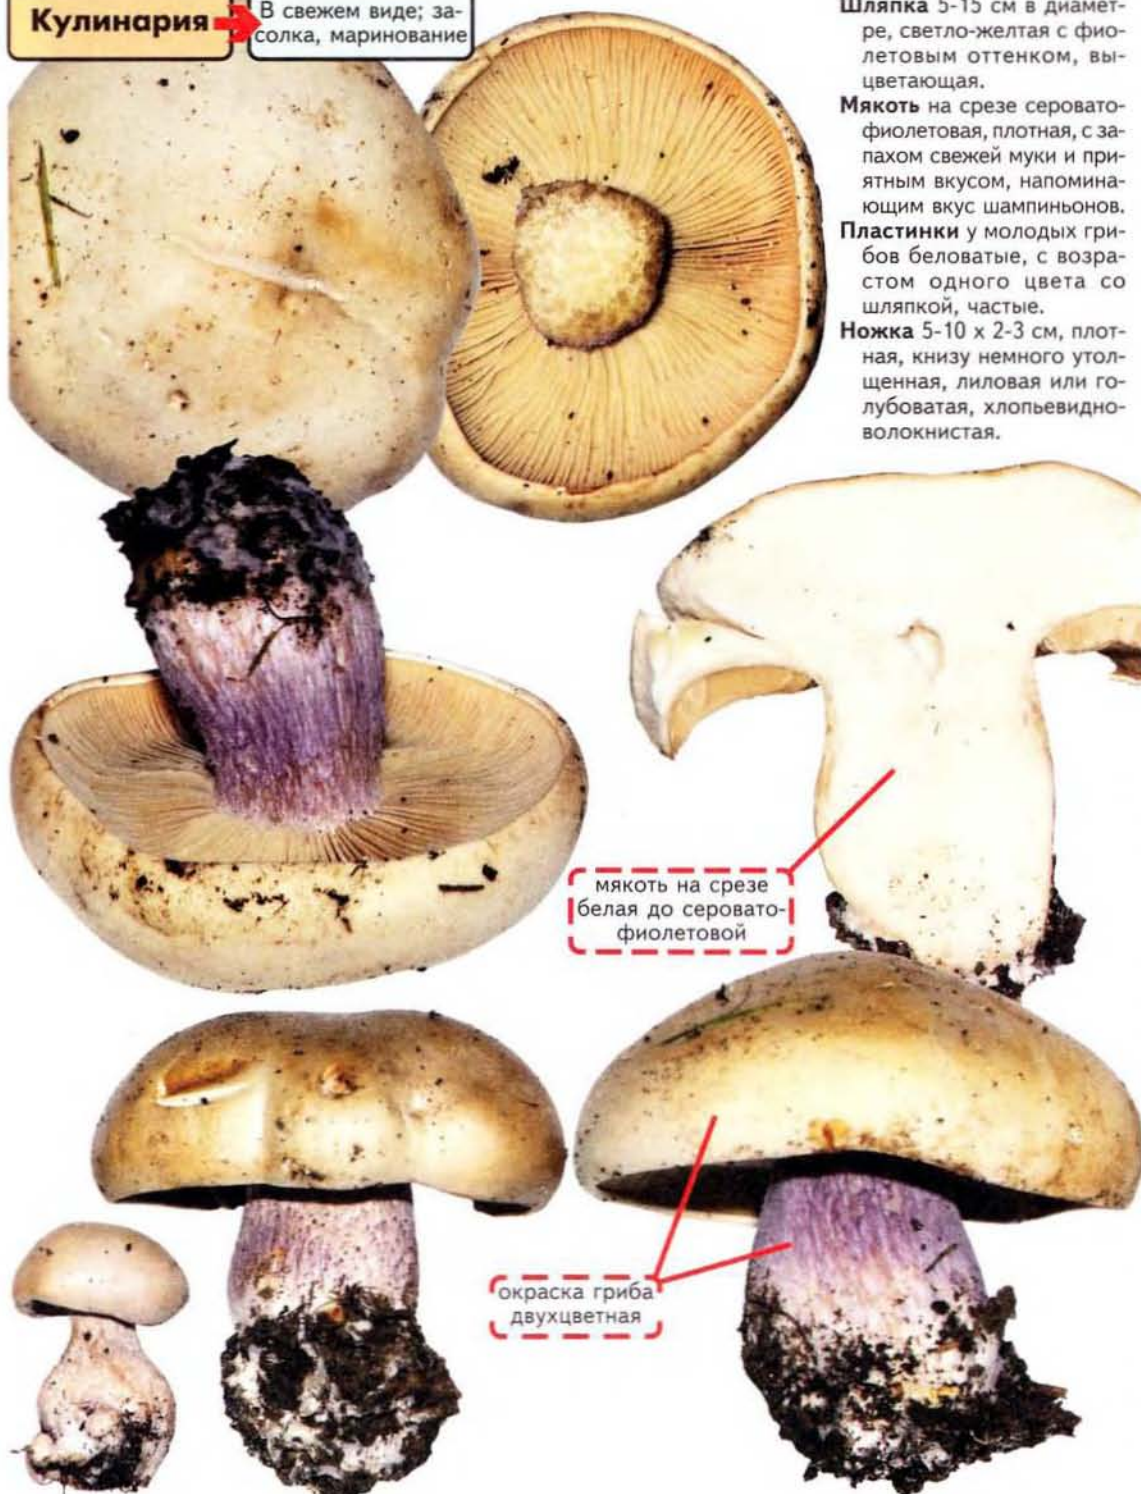 Кулинария
В свежем виде; за-
солка, маринование
Шляпка 5-15 см в диамет-
ре, светло-желтая с фио-
летовым оттенком, вы-
цветающая.
Мякоть на срезе серовато-
фиолетовая, плотная, с за-
пахом свежей муки и при-
ятным вкусом, напомина-
ющим вкус шампиньонов.
Пластинки у молодых гри-
бов беловатые, с возра-
стом одного цвета со
шляпкой, частые.
Ножка 5-10 x 2-3 см, плот-
ная, книзу немного утол-
щенная, лиловая или го-
лубоватая, хлопьевидно-
волокнистая.
мякоть на срезе
белая до серовато-
фиолетовой
окраска гриба
двухцветная